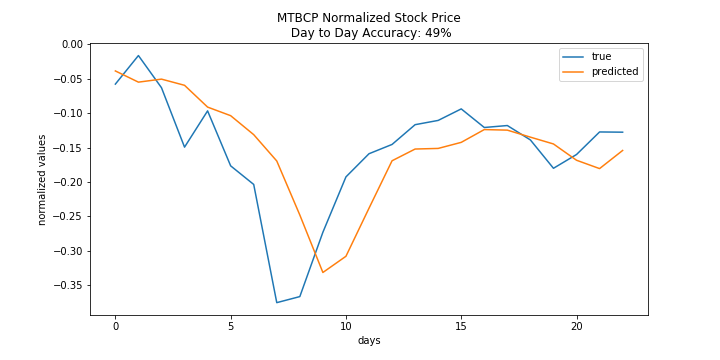 MTBCP Normalized Stock Price
Day to Day Accuracy: 49%
true
predicted
normalized values
0.00
−0.05
−0.10
−0.15
−0.20
−0.25
−0.30
−0.35
0 5 10 15 20
days